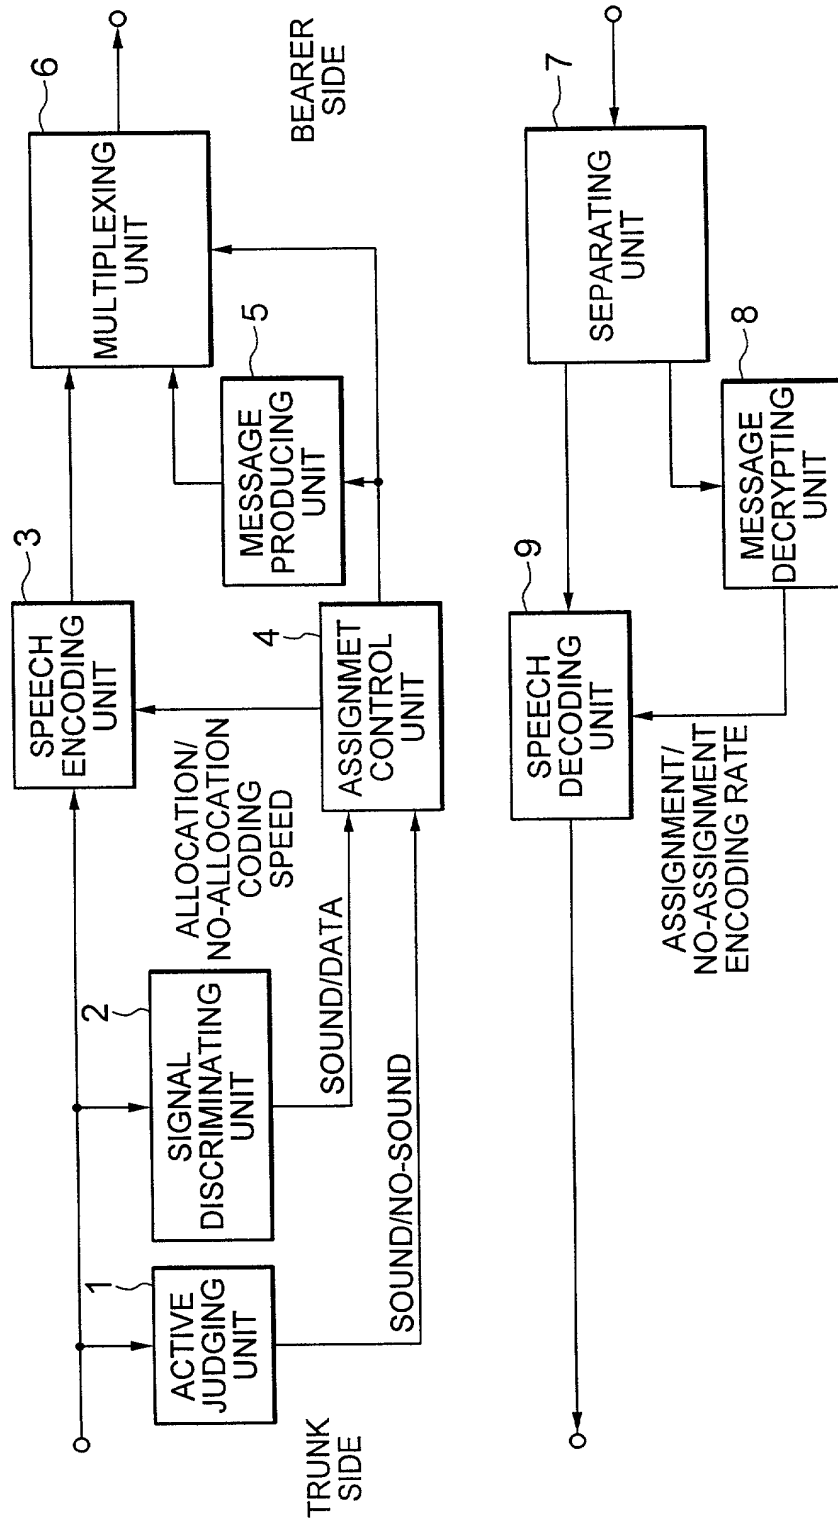 TRUNK
SIDE
1
ACTIVE
JUDGING
UNIT
2
SIGNAL
DISCRIMINATING
UNIT
SOUND/DATA
SOUND/NO-SOUND
ALLOCATION/
NO-ALLOCATION
CODING
SPEED
3
SPEECH
ENCODING
UNIT
4
ASSIGNMET
CONTROL
UNIT
5
MESSAGE
PRODUCING
UNIT
6
MULTIPLEXING
UNIT
BEARER
SIDE
7
SEPARATING
UNIT
8
MESSAGE
DECRYPTING
UNIT
9
SPEECH
DECODING
UNIT
ASSIGNMENT/
NO-ASSIGNMENT
ENCODING RATE